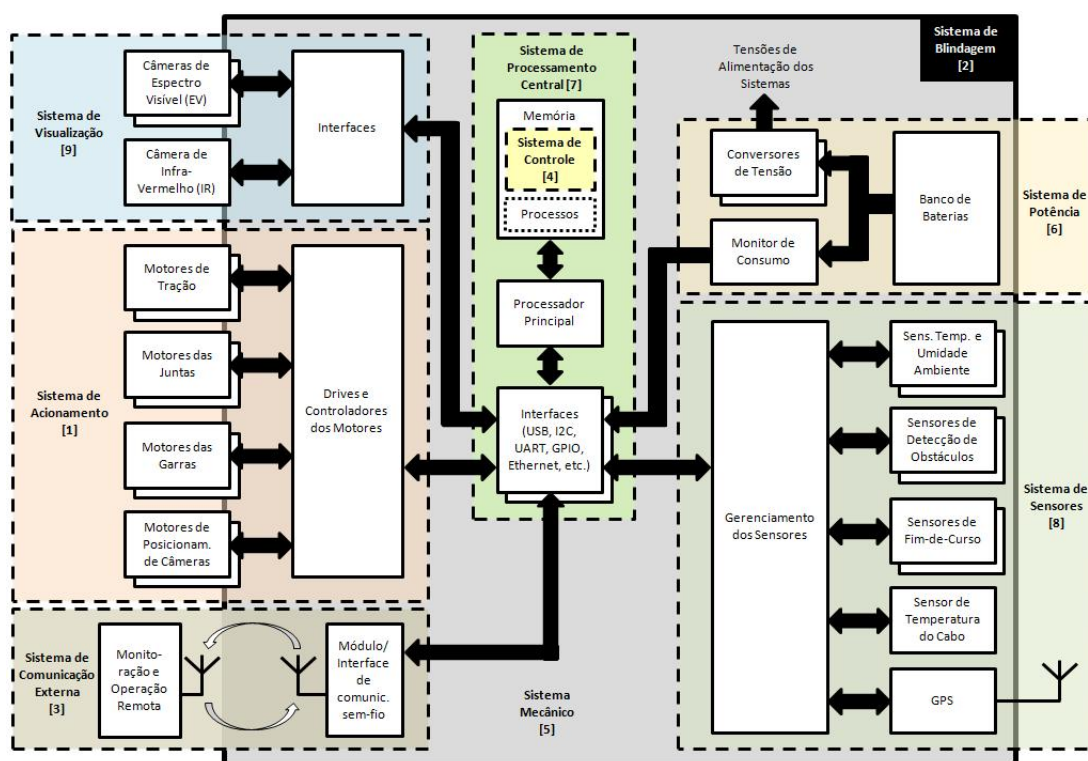 Sistema de
Blindagem
[2]
Sistema de
Visualização
[9]
Câmeras de
Espectro
Visível (EV)
Câmera de
Infra-
Vermelho (IR)
Interfaces
Sistema de
Processamento
Central [7]
Memória
Sistema de
Controle
[4]
Processos
Processador
Principal
Interfaces
(USB, I2C,
UART, GPIO,
Ethernet, etc.)
Tensões de
Alimentação dos
Sistemas
Conversores
de Tensão
Monitor de
Consumo
Banco de
Baterias
Sistema de
Potência
[6]
Sistema de
Acionamento
[1]
Motores de
Tração
Motores das
Juntas
Motores das
Garras
Motores de
Posicionam.
de Câmeras
Drives e
Controladores
dos Motores
Gerenciamento
dos Sensores
Sens. Temp. e
Umidade
Ambiente
Sensores de
Detecção de
Obstáculos
Sensores de
Fim-de-Curso
Sensor de
Temperatura
do Cabo
GPS
Sistema de
Sensores
[8]
Sistema de
Comunicação
Externa
[3]
Monito-
ração e
Operação
Remota
Módulo/
Interface
de comunic.
sem-fio
Sistema
Mecânico
[5]